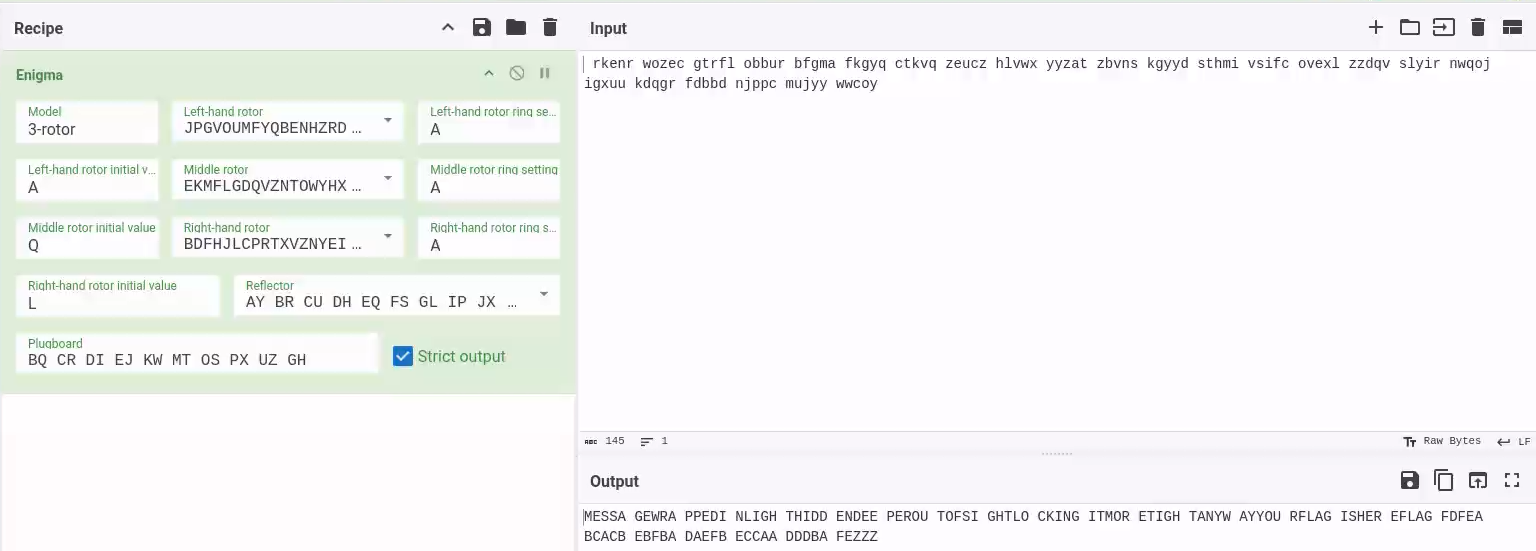 Recipe
Input
Enigma
rkenr wozec gtrfl obbur bfgma fkgyq ctkvq zeucz hlvwx yyzat zbvns kgyyd sthmi vsifc ovexl zzdqv slyir nwqoj
igxuu kdqgr fdbbd njppc mujyy wwcoy
Model
3-rotor
Left-hand rotor
JPGVOUMFYQBENHZRD …
Left-hand rotor ring se…
A
Left-hand rotor initial v…
A
Middle rotor
EKMFLGDQVZNTOWYHX …
Middle rotor ring setting
A
Middle rotor initial value
Q
Right-hand rotor
BDFHJLCPRTXVZNYEI …
Right-hand rotor ring s…
A
Right-hand rotor initial value
L
Reflector
AY BR CU DH EQ FS GL IP JX …
Plugboard
BQ CR DI EJ KW MT OS PX UZ GH
Strict output
ABC 145 1
Raw Bytes LF
Output
MESSA GEWRA PPEDI NLIGH THIDD ENDEE PEROU TOFSI GHTLO CKING ITMOR ETIGH TANYW AYYOU RFLAG ISHER EFLAG FDFEA
BCACB EBFBA DAEFB ECCAA DDDBA FEZZZ